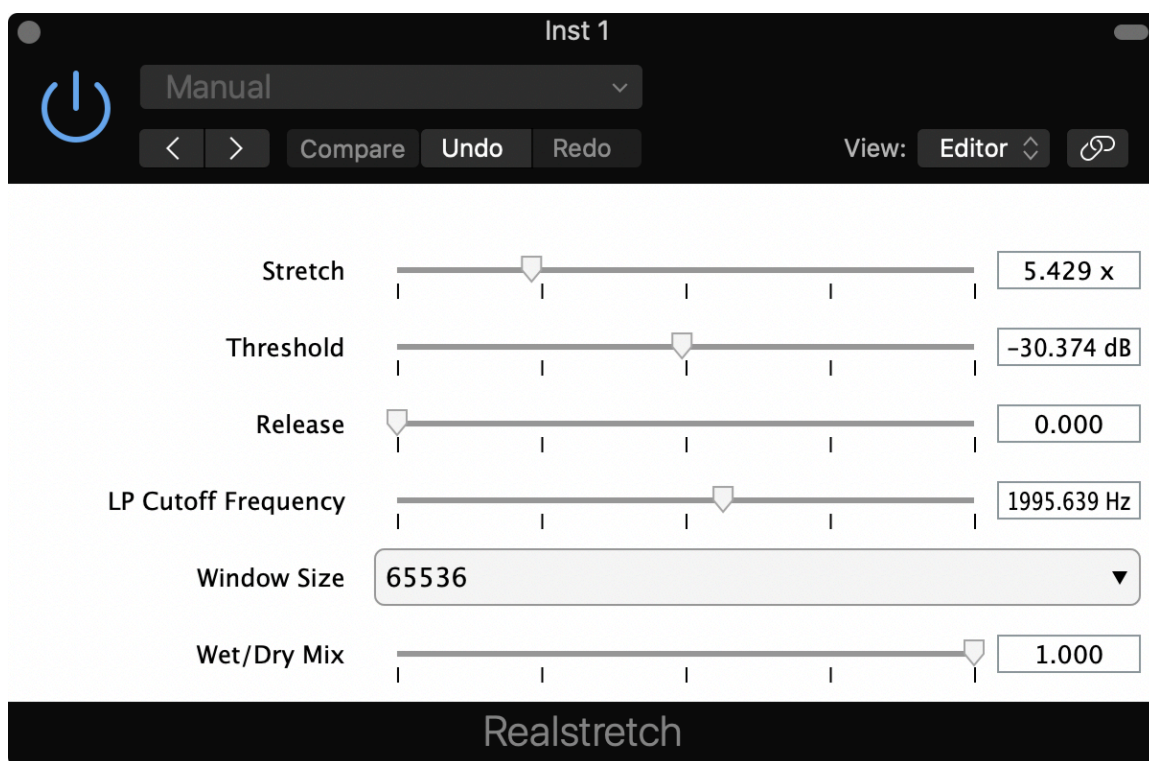 Inst 1
Manual
Compare Undo Redo View: Editor
Stretch 5.429 x
Threshold -30.374 dB
Release 0.000
LP Cutoff Frequency 1995.639 Hz
Window Size 65536
Wet/Dry Mix 1.000
Realstretch